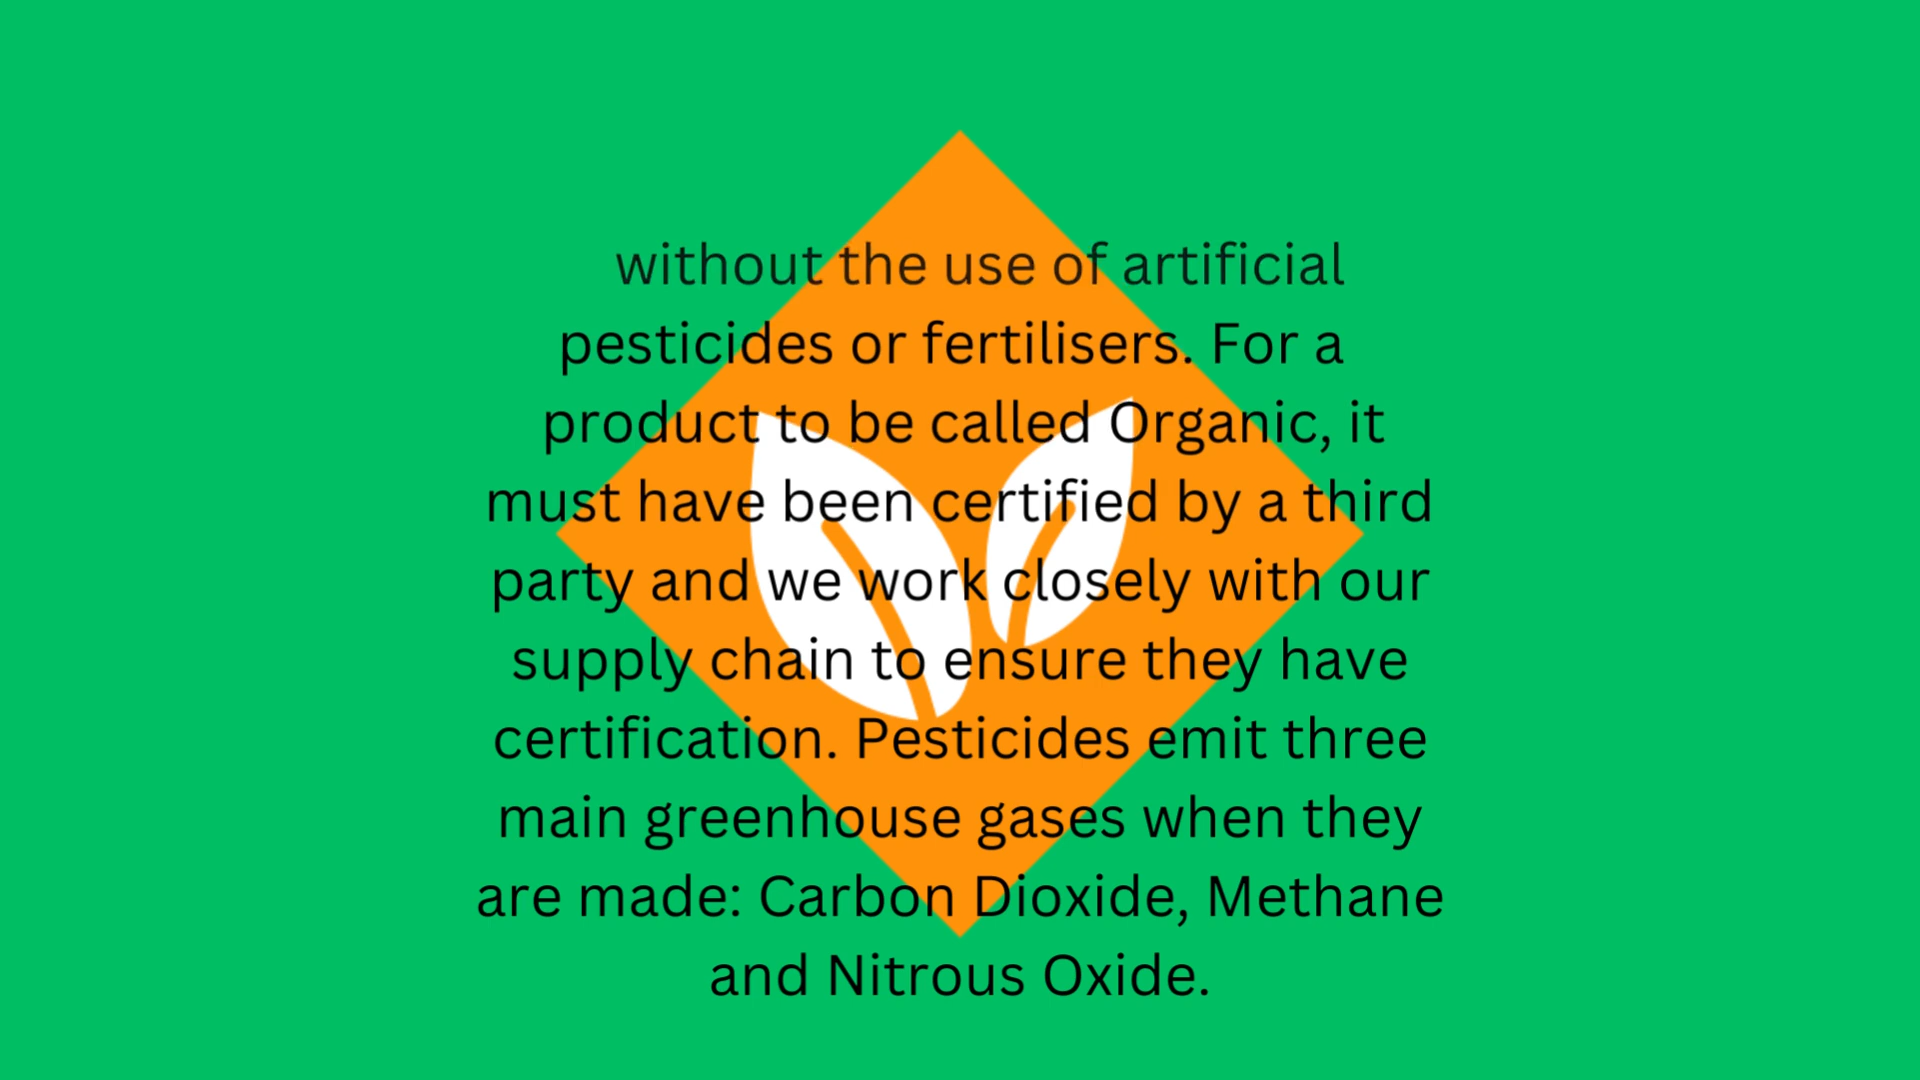 without the use of artificial
pesticides or fertilisers. For a
product to be called Organic, it
must have been certified by a third
party and we work closely with our
supply chain to ensure they have
certification. Pesticides emit three
main greenhouse gases when they
are made: Carbon Dioxide, Methane
and Nitrous Oxide.